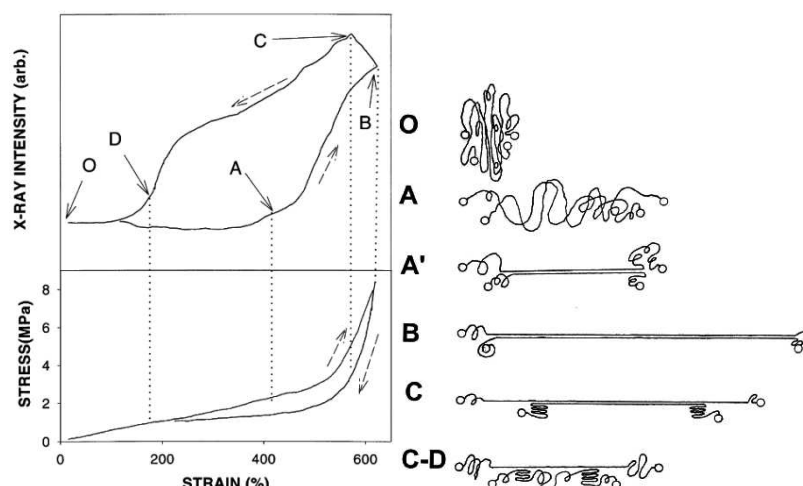 X-RAY INTENSITY (arb.)
C
B
D
O
A
STRESS(MPa)
8
6
4
2
0
0
200
400
600
STRAIN (%)
O
A
A'
B
C
C-D